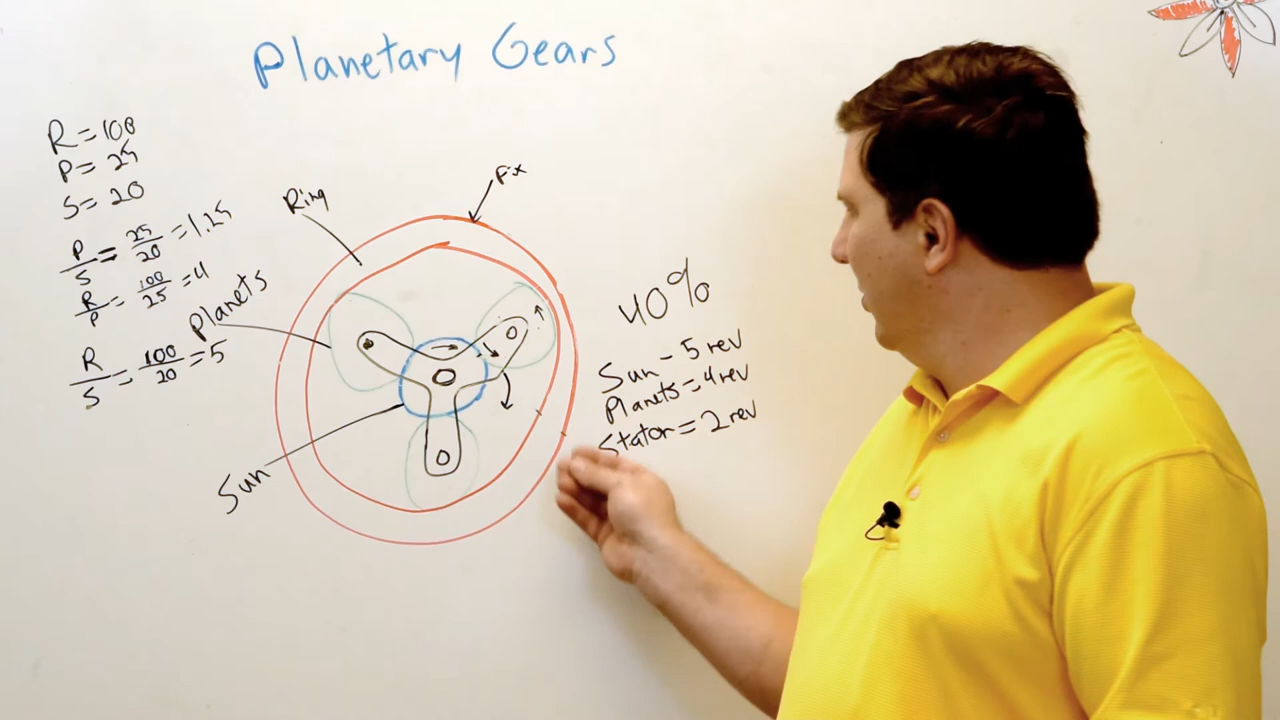 Planetary Gears
R = 100
P = 25
S = 20
P/S = 25/20 = 1.25
R/P = 100/25 = 4
R/S = 100/20 = 5
Ring
Fix
Planets
Sun
40%
Sun - 5 rev
Planets = 4 rev
Stator = 2 rev